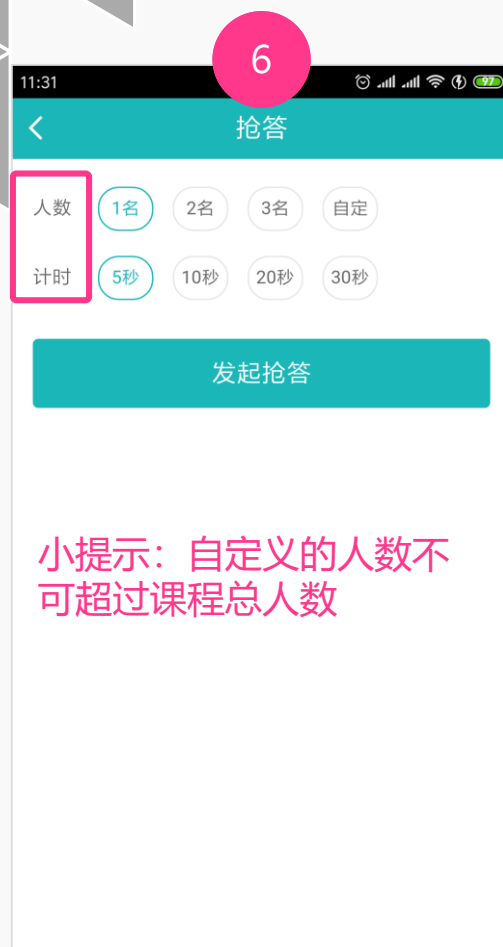 6
11:31
97
抢答
人数 1名 2名 3名 自定
计时 5秒 10秒 20秒 30秒
发起抢答
小提示：自定义的人数不
可超过课程总人数